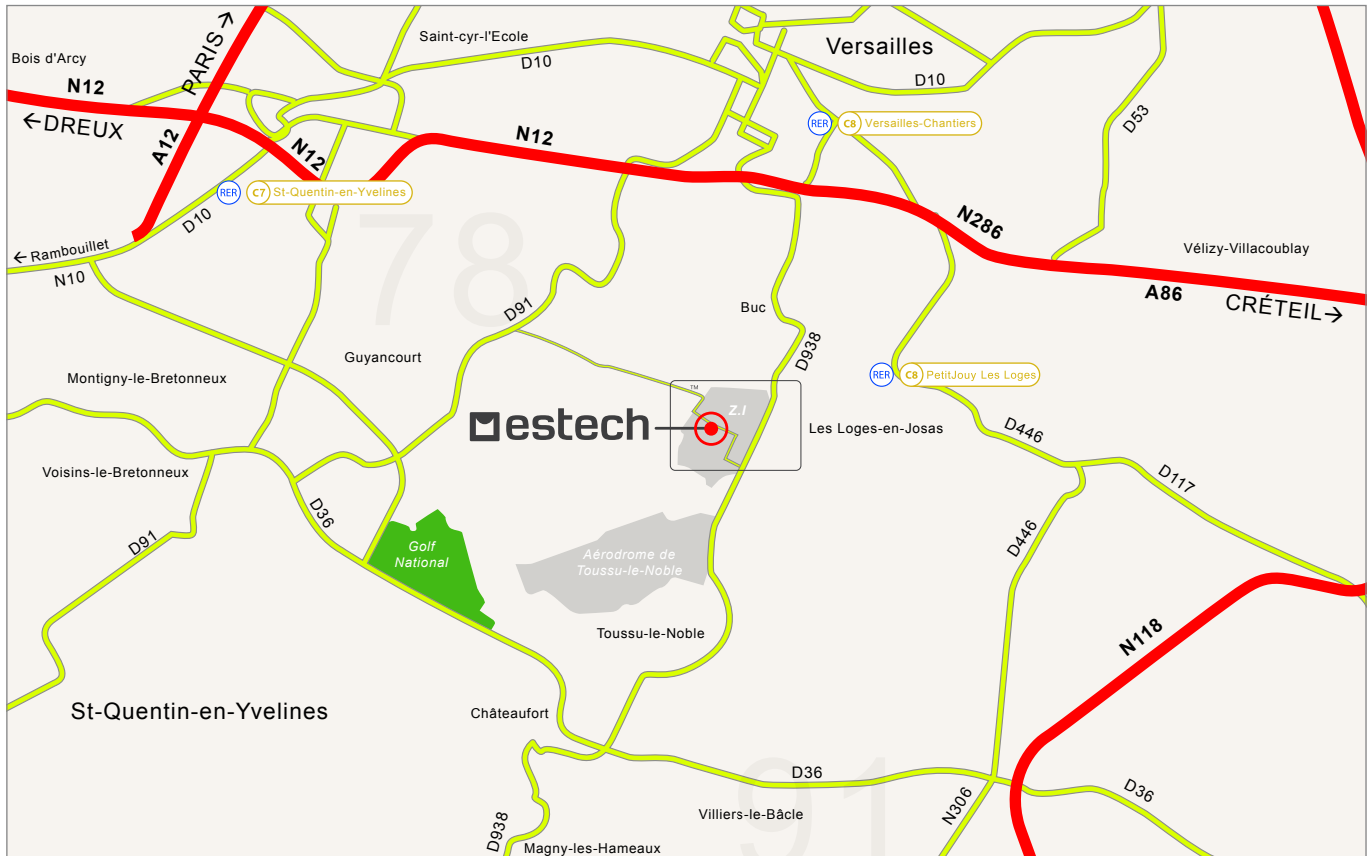 Saint-cyr-l'Ecole
Versailles
Bois d'Arcy
PARIS→
D10
D10
N12
←DREUX
A12
N12
N12
D53
RER C8 Versailles-Chantiers
RER C7 St-Quentin-en-Yvelines
D10
78
N286
← Rambouillet
N10
Vélizy-Villacoublay
A86
CRÉTEIL→
D91
Buc
D938
Guyancourt
Montigny-le-Bretonneux
RER C8 PetitJouy Les Loges
TM
Z.I
estech
Les Loges-en-Josas
D446
Voisins-le-Bretonneux
D117
D36
D91
D446
Golf
National
Aérodrome de
Toussu-le-Noble
Toussu-le-Noble
N118
St-Quentin-en-Yvelines
Châteaufort
D36
91
D36
Villiers-le-Bâcle
N306
D938
Magny-les-Hameaux